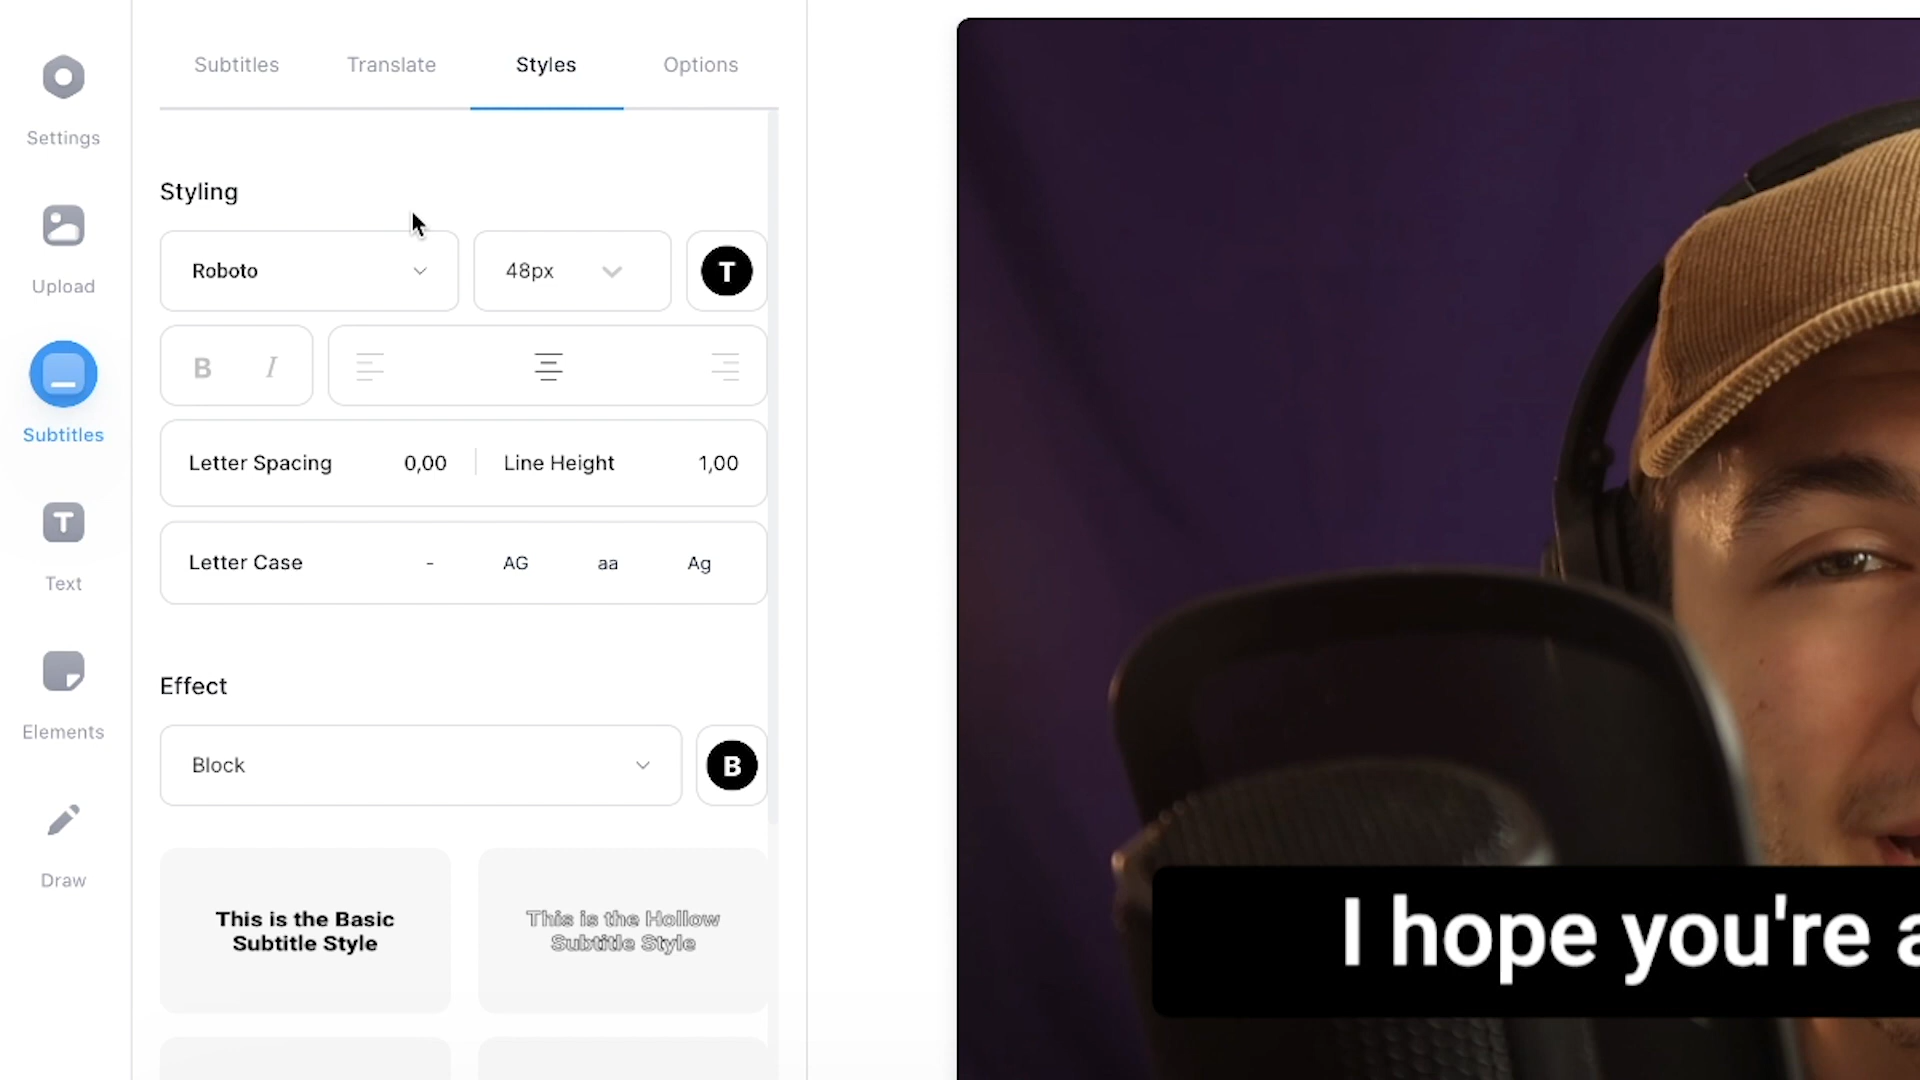 Subtitles Translate Styles Options
Settings
Upload
Subtitles
Text
Elements
Draw
Styling
Roboto 48px T
B I
Letter Spacing 0,00 Line Height 1,00
Letter Case - AG aa Ag
Effect
Block B
This is the Basic
Subtitle Style
This is the Hollow
Subtitle Style
I hope you're a